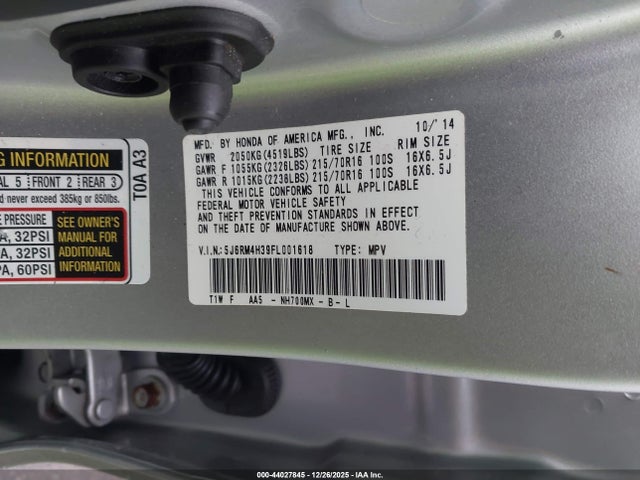 G INFORMATION
AL 5 FRONT 2 REAR 3
d never exceed 385kg or 850lbs.
PRESSURE
A, 32PSI
A, 32PSI
PA, 60PSI
SEE OWNER'S
MANUAL FOR
ADDITIONAL
INFORMATION
T0A A3
10/'14
MFD. BY HONDA OF AMERICA MFG., INC.
GVWR 2050KG(4519LBS) TIRE SIZE RIM SIZE
GAWR F 1055KG(2326LBS) 215/70R16 100S 16X6.5J
GAWR R 1015KG(2238LBS) 215/70R16 100S 16X6.5J
THIS VEHICLE CONFORMS TO ALL APPLICABLE
FEDERAL MOTOR VEHICLE SAFETY
AND THEFT PREVENTION STANDARDS IN EFFECT
ON THE DATE OF MANUFACTURE SHOWN ABOVE.
V.I.N:5J6RM4H39FL001618 TYPE: MPV
T1W F AA5 - NH700MX - B - L
000-44027845 - 12/26/2025 - IAA Inc.